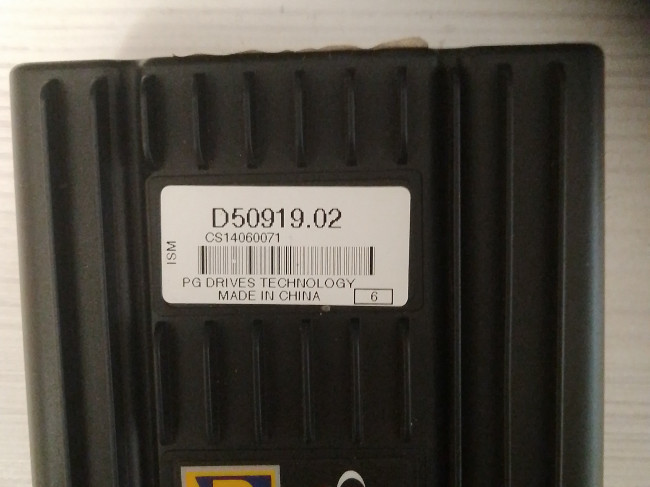 D50919.02
CS14060071
ISM
PG DRIVES TECHNOLOGY
MADE IN CHINA 6